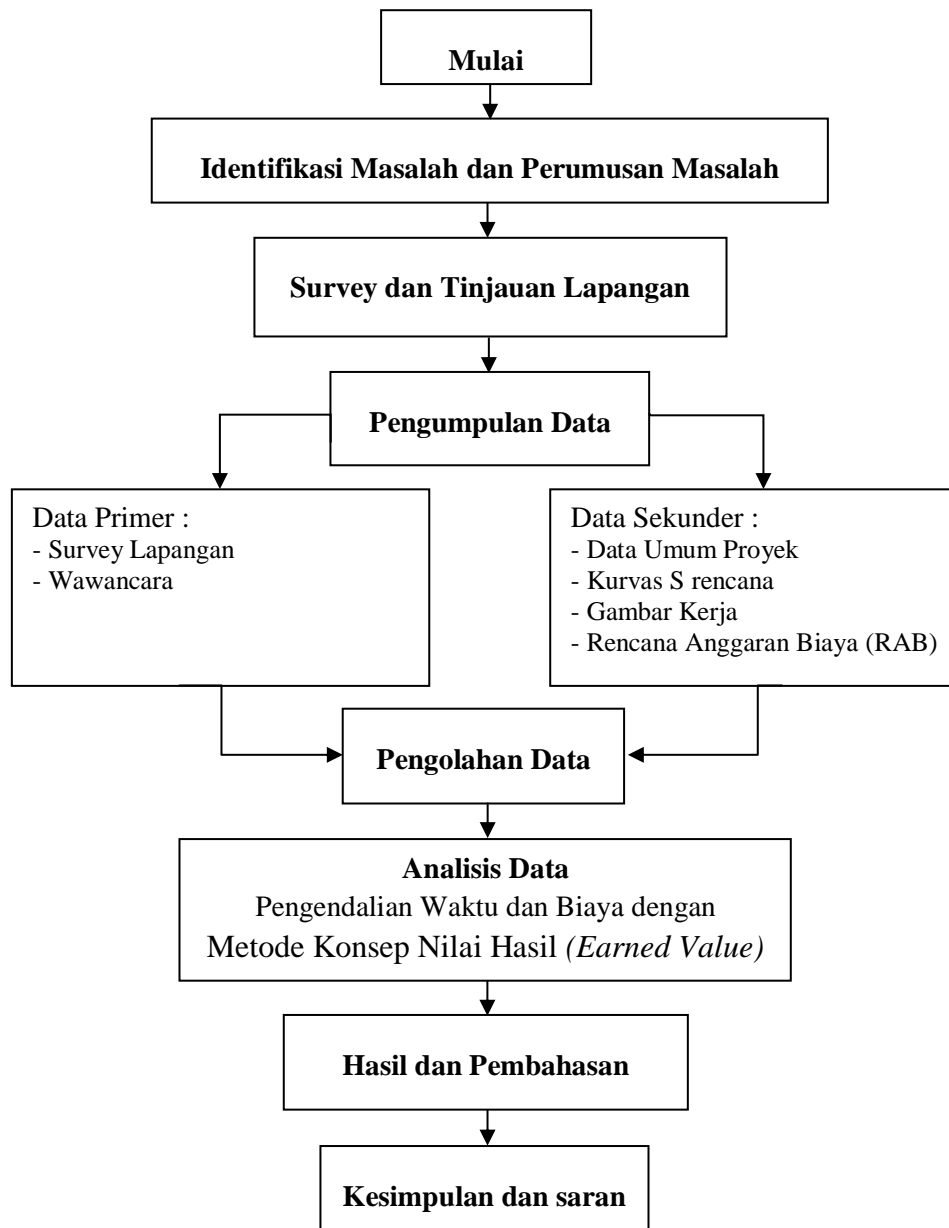 Mulai
Identifikasi Masalah dan Perumusan Masalah
Survey dan Tinjauan Lapangan
Pengumpulan Data
Data Primer :
- Survey Lapangan
- Wawancara
Data Sekunder :
- Data Umum Proyek
- Kurvas S rencana
- Gambar Kerja
- Rencana Anggaran Biaya (RAB)
Pengolahan Data
Analisis Data
Pengendalian Waktu dan Biaya dengan
Metode Konsep Nilai Hasil (Earned Value)
Hasil dan Pembahasan
Kesimpulan dan saran